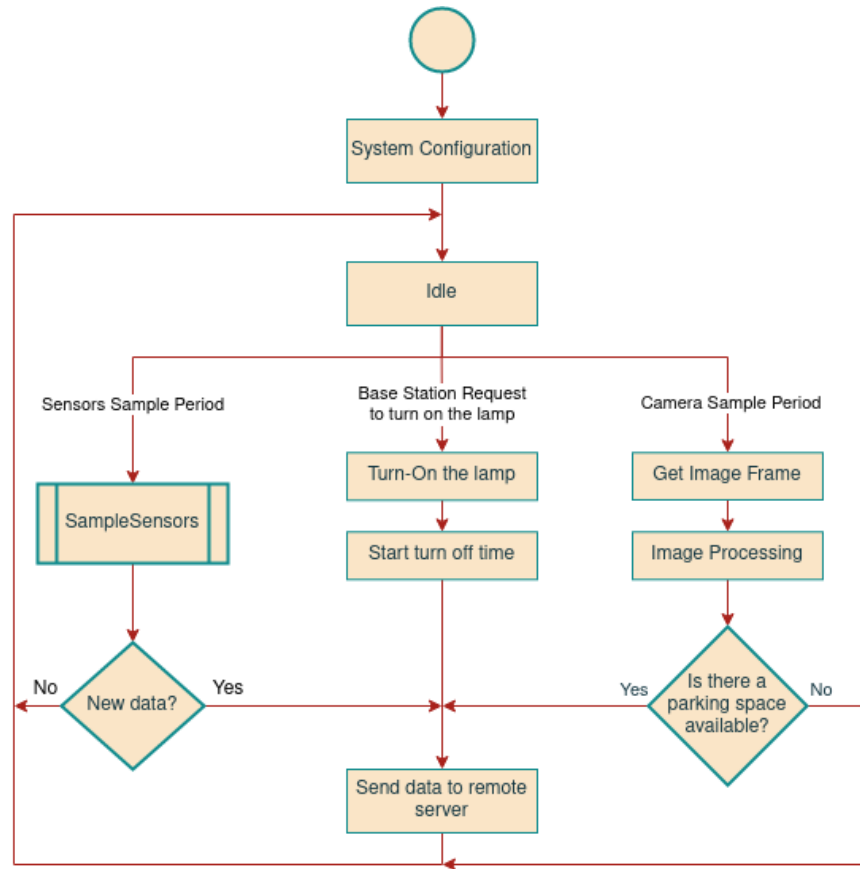 System Configuration
Idle
Sensors Sample Period
Base Station Request
to turn on the lamp
Camera Sample Period
SampleSensors
Turn-On the lamp
Get Image Frame
Start turn off time
Image Processing
No
New data?
Yes
Yes
Is there a
parking space
available?
No
Send data to remote
server